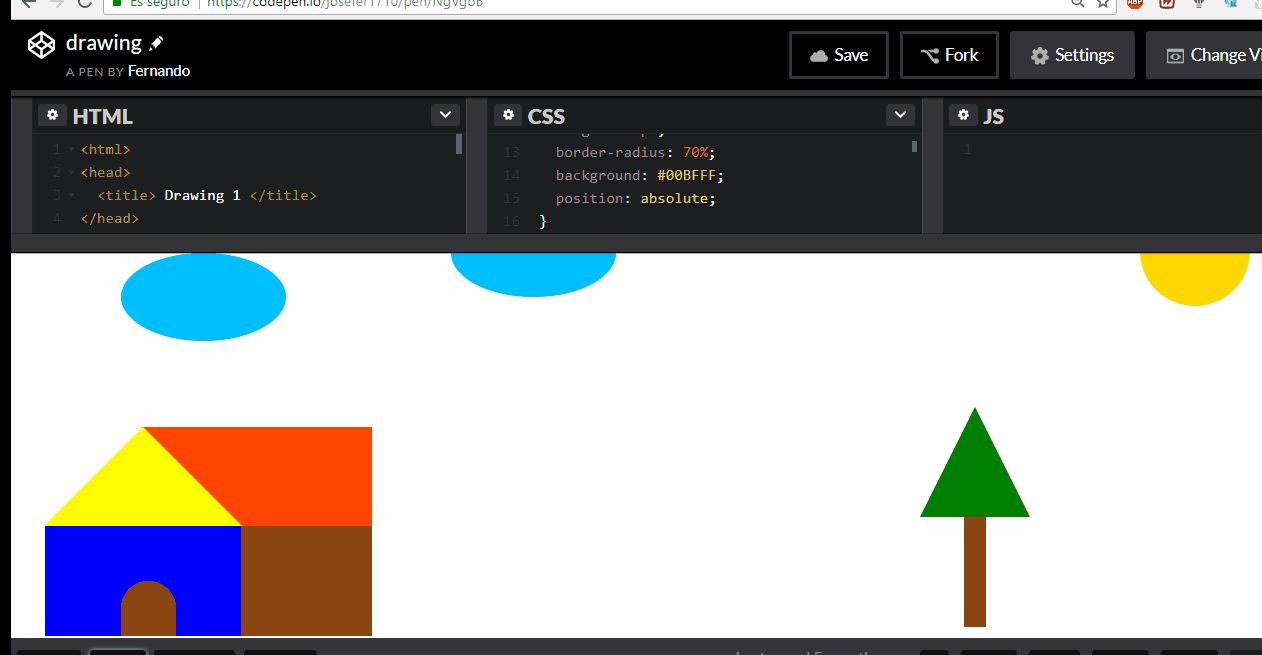 Es seguro | https://codepen.io/josefer1710/pen/NgVgbB
ABP
drawing
A PEN BY Fernando
Save
Fork
Settings
Change Vi
HTML
CSS
JS
1 <html>
2 <head>
3 <title> Drawing 1 </title>
4 </head>
13 border-radius: 70%;
14 background: #00BFFF;
15 position: absolute;
16 }
1